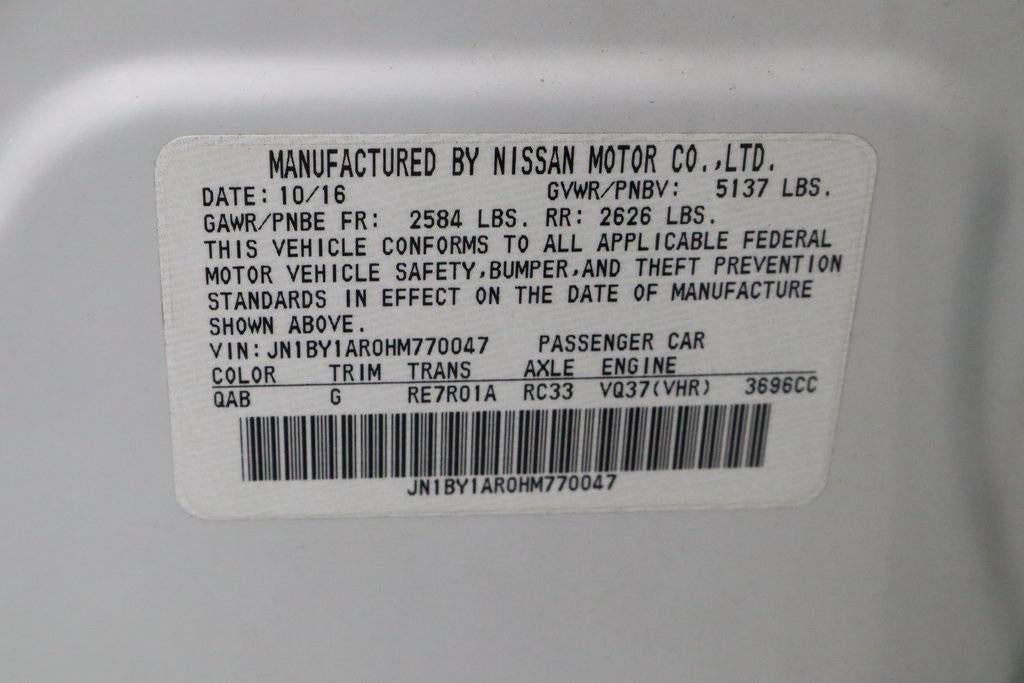 MANUFACTURED BY NISSAN MOTOR CO.,LTD.
DATE: 10/16 GVWR/PNBV: 5137 LBS.
GAWR/PNBE FR: 2584 LBS. RR: 2626 LBS.
THIS VEHICLE CONFORMS TO ALL APPLICABLE FEDERAL
MOTOR VEHICLE SAFETY,BUMPER,AND THEFT PREVENTION
STANDARDS IN EFFECT ON THE DATE OF MANUFACTURE
SHOWN ABOVE.
VIN: JN1BY1AR0HM770047 PASSENGER CAR
COLOR TRIM TRANS AXLE ENGINE
QAB G RE7R01A RC33 VQ37(VHR) 3696CC
JN1BY1AR0HM770047